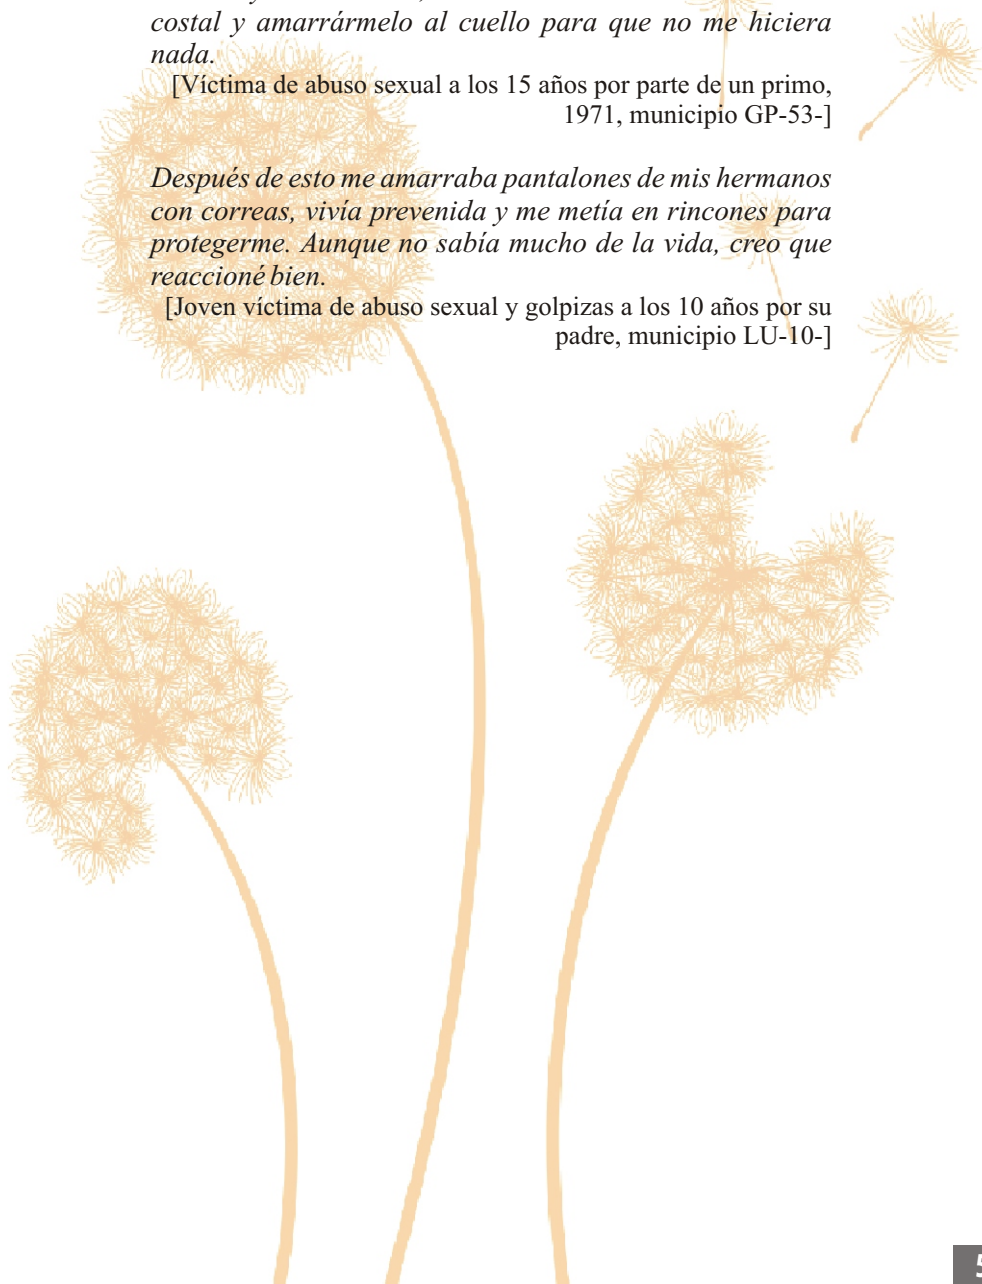 costal y amarrármelo al cuello para que no me hiciera
nada.
[Víctima de abuso sexual a los 15 años por parte de un primo,
1971, municipio GP-53-]
Después de esto me amarraba pantalones de mis hermanos
con correas, vivía prevenida y me metía en rincones para
protegerme. Aunque no sabía mucho de la vida, creo que
reaccioné bien.
[Joven víctima de abuso sexual y golpizas a los 10 años por su
padre, municipio LU-10-]